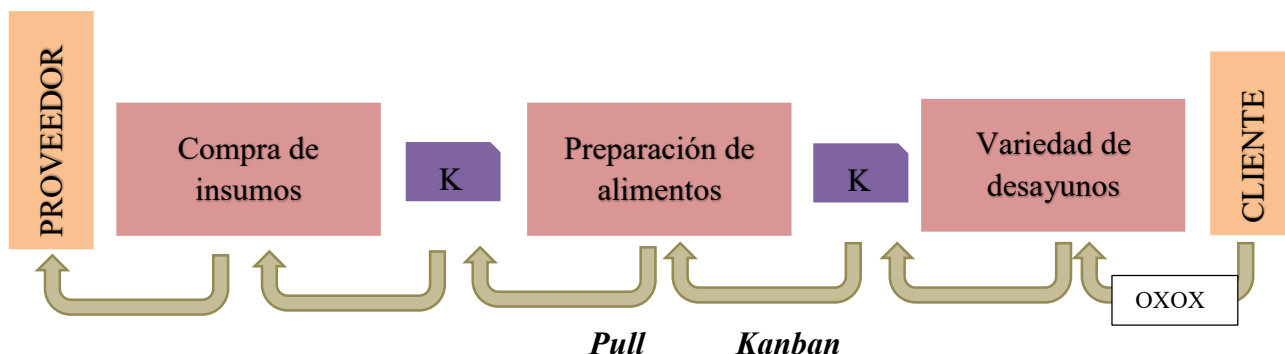 PROVEEDOR
Compra de
insumos
K
Preparación de
alimentos
K
Variedad de
desayunos
CLIENTE
OXOX
Pull Kanban